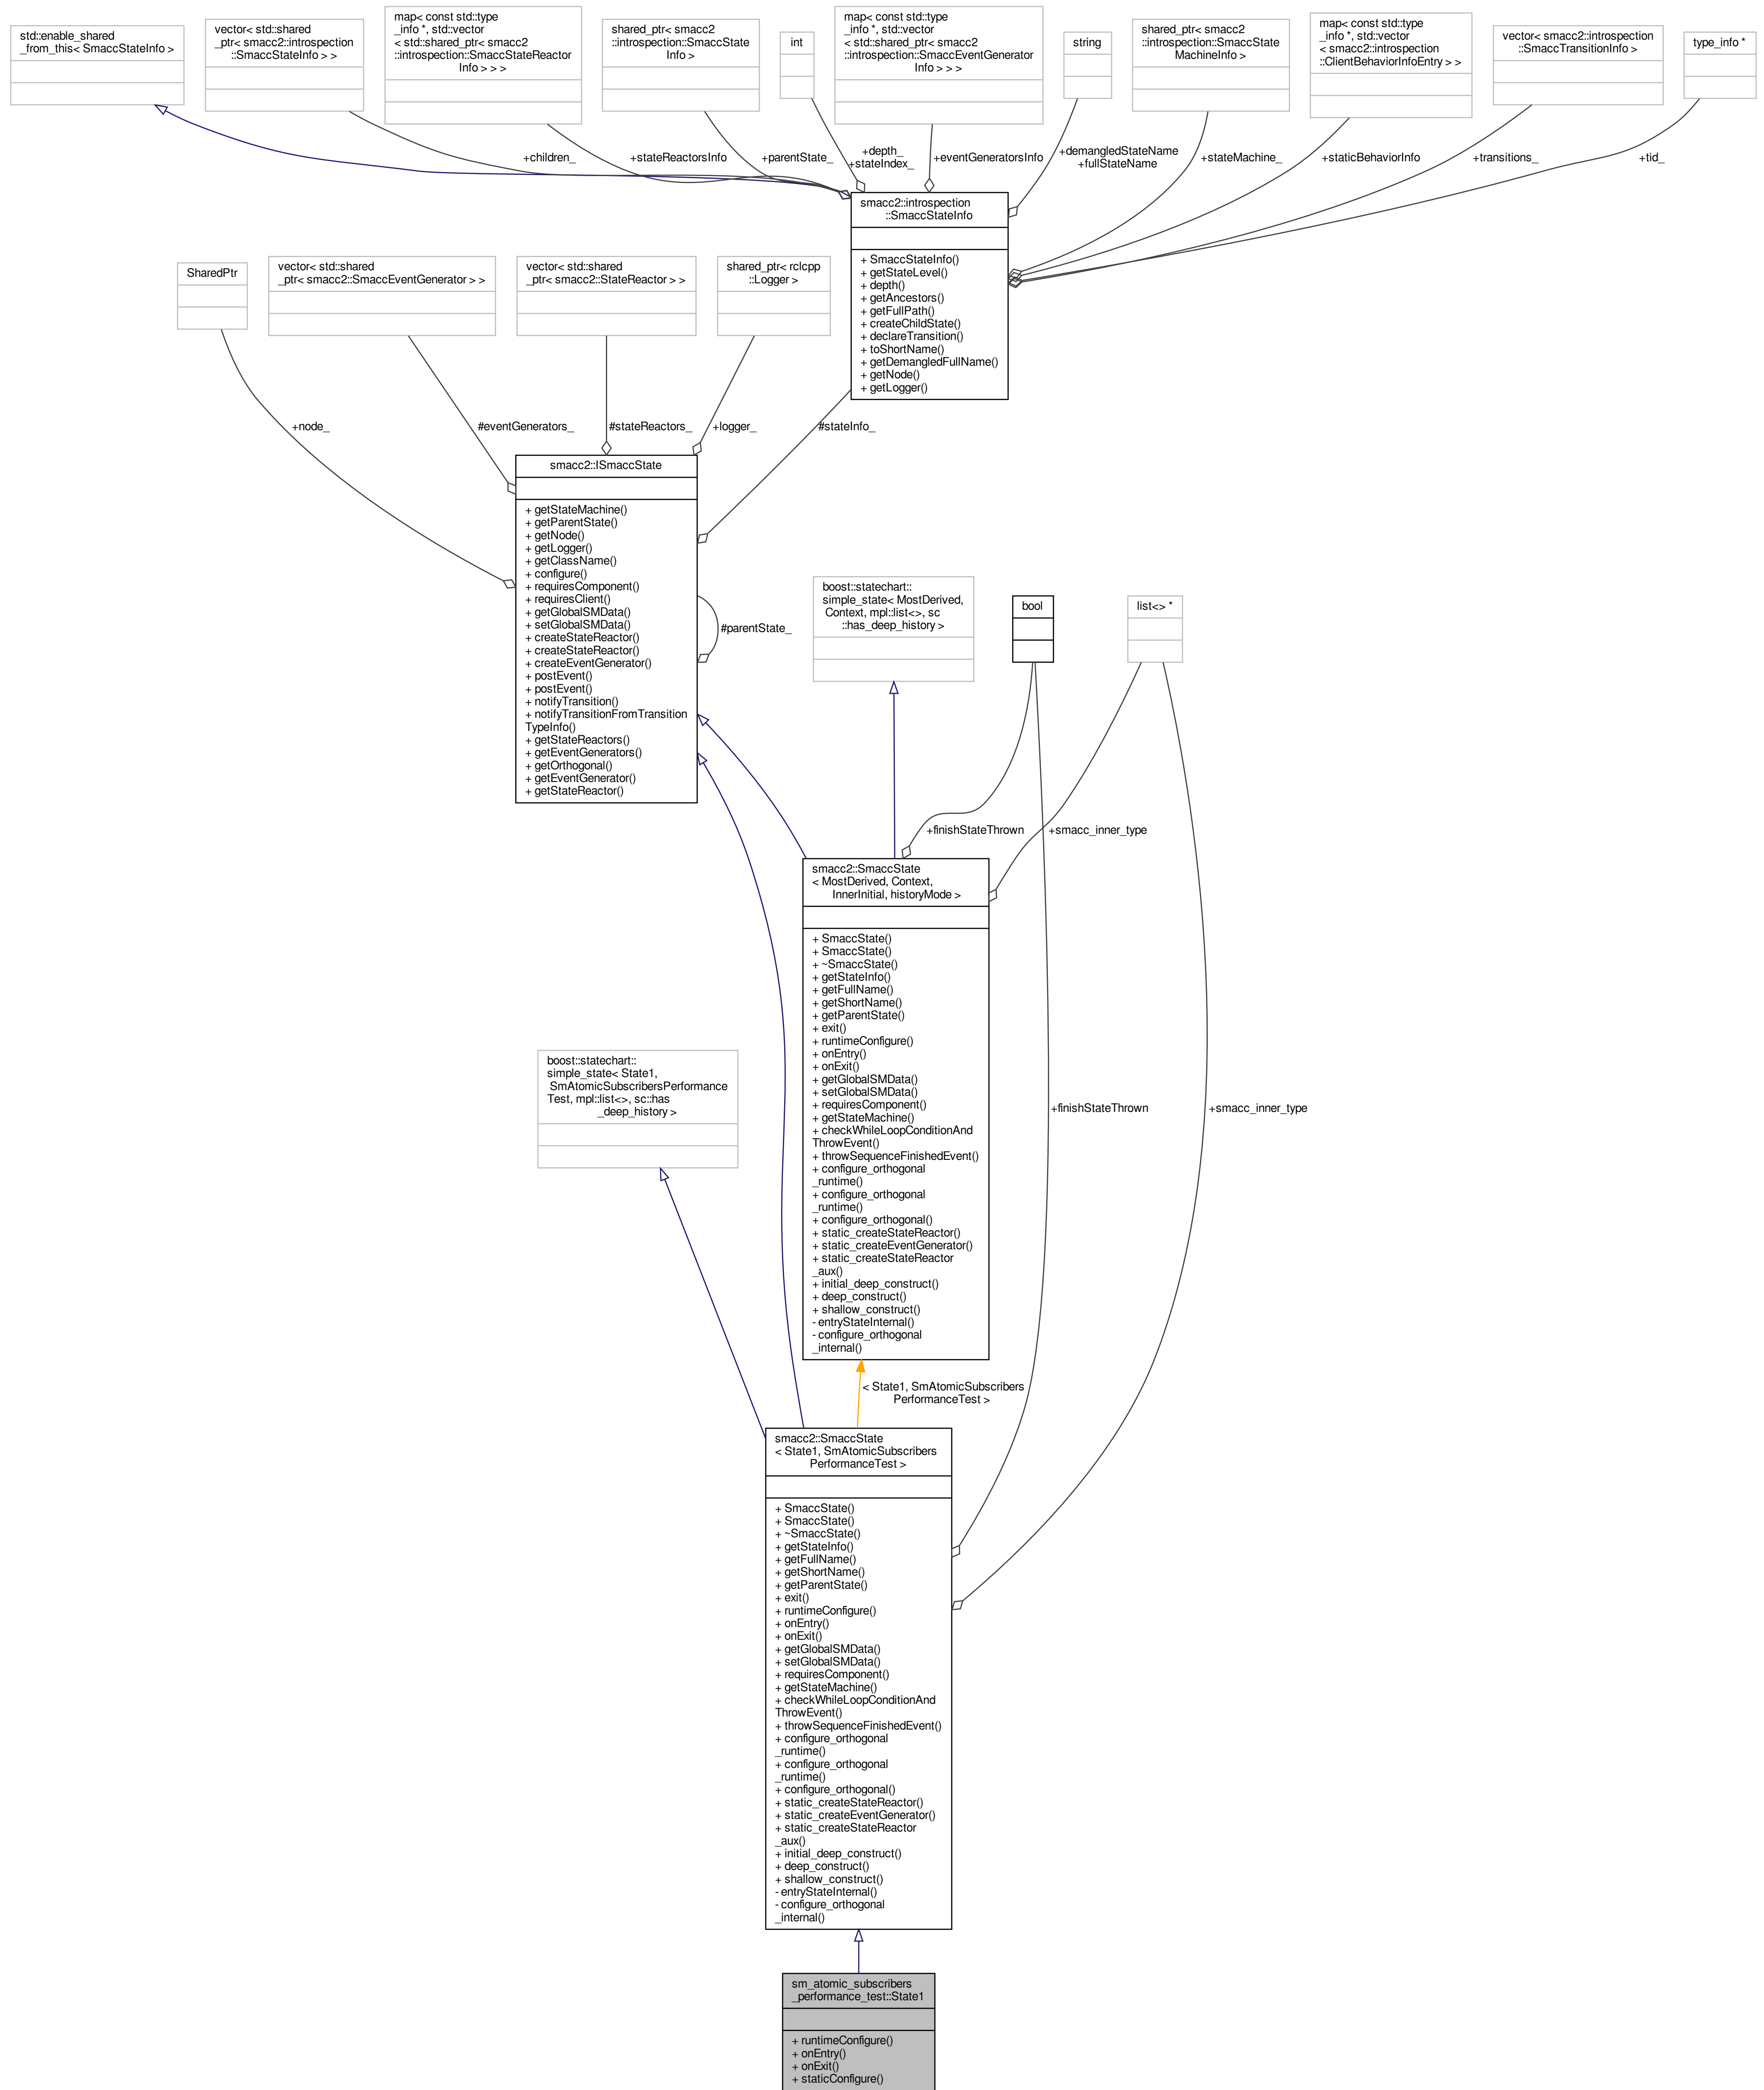 std::enable_shared
_from_this< SmaccStateInfo >
vector< std::shared
_ptr< smacc2::introspection
::SmaccStateInfo > >
map< const std::type
_info *, std::vector
< std::shared_ptr< smacc2
::introspection::SmaccStateReactor
Info > > >
shared_ptr< smacc2
::introspection::SmaccState
Info >
int
map< const std::type
_info *, std::vector
< std::shared_ptr< smacc2
::introspection::SmaccEventGenerator
Info > > >
string
shared_ptr< smacc2
::introspection::SmaccState
MachineInfo >
map< const std::type
_info *, std::vector
< smacc2::introspection
::ClientBehaviorInfoEntry > >
vector< smacc2::introspection
::SmaccTransitionInfo >
type_info *
+children_
+stateReactorsInfo
+parentState_
+depth_
+stateIndex_
+eventGeneratorsInfo
+demangledStateName
+fullStateName
+stateMachine_
+staticBehaviorInfo
+transitions_
+tid_
smacc2::introspection
::SmaccStateInfo
+ SmaccStateInfo()
+ getStateLevel()
+ depth()
+ getAncestors()
+ getFullPath()
+ createChildState()
+ declareTransition()
+ toShortName()
+ getDemangledFullName()
+ getNode()
+ getLogger()
SharedPtr
vector< std::shared
_ptr< smacc2::SmaccEventGenerator > >
vector< std::shared
_ptr< smacc2::StateReactor > >
shared_ptr< rclcpp
::Logger >
+node_
#eventGenerators_
#stateReactors_
+logger_
#stateInfo_
smacc2::ISmaccState
+ getStateMachine()
+ getParentState()
+ getNode()
+ getLogger()
+ getClassName()
+ configure()
+ requiresComponent()
+ requiresClient()
+ getGlobalSMData()
+ setGlobalSMData()
+ createStateReactor()
+ createStateReactor()
+ createEventGenerator()
+ postEvent()
+ postEvent()
+ notifyTransition()
+ notifyTransitionFromTransition
TypeInfo()
+ getStateReactors()
+ getEventGenerators()
+ getOrthogonal()
+ getEventGenerator()
+ getStateReactor()
#parentState_
boost::statechart::
simple_state< MostDerived,
Context, mpl::list<>, sc
::has_deep_history >
bool
list<> *
+finishStateThrown
+smacc_inner_type
smacc2::SmaccState
< MostDerived, Context,
InnerInitial, historyMode >
+ SmaccState()
+ SmaccState()
+ ~SmaccState()
+ getStateInfo()
+ getFullName()
+ getShortName()
+ getParentState()
+ exit()
+ runtimeConfigure()
+ onEntry()
+ onExit()
+ getGlobalSMData()
+ setGlobalSMData()
+ requiresComponent()
+ getStateMachine()
+ checkWhileLoopConditionAnd
ThrowEvent()
+ throwSequenceFinishedEvent()
+ configure_orthogonal
_runtime()
+ configure_orthogonal
_runtime()
+ configure_orthogonal()
+ static_createStateReactor()
+ static_createEventGenerator()
+ static_createStateReactor
_aux()
+ initial_deep_construct()
+ deep_construct()
+ shallow_construct()
- entryStateInternal()
- configure_orthogonal
_internal()
boost::statechart::
simple_state< State1,
SmAtomicSubscribersPerformance
Test, mpl::list<>, sc::has
_deep_history >
+finishStateThrown
+smacc_inner_type
< State1, SmAtomicSubscribers
PerformanceTest >
smacc2::SmaccState
< State1, SmAtomicSubscribers
PerformanceTest >
+ SmaccState()
+ SmaccState()
+ ~SmaccState()
+ getStateInfo()
+ getFullName()
+ getShortName()
+ getParentState()
+ exit()
+ runtimeConfigure()
+ onEntry()
+ onExit()
+ getGlobalSMData()
+ setGlobalSMData()
+ requiresComponent()
+ getStateMachine()
+ checkWhileLoopConditionAnd
ThrowEvent()
+ throwSequenceFinishedEvent()
+ configure_orthogonal
_runtime()
+ configure_orthogonal
_runtime()
+ configure_orthogonal()
+ static_createStateReactor()
+ static_createEventGenerator()
+ static_createStateReactor
_aux()
+ initial_deep_construct()
+ deep_construct()
+ shallow_construct()
- entryStateInternal()
- configure_orthogonal
_internal()
sm_atomic_subscribers
_performance_test::State1
+ runtimeConfigure()
+ onEntry()
+ onExit()
+ staticConfigure()